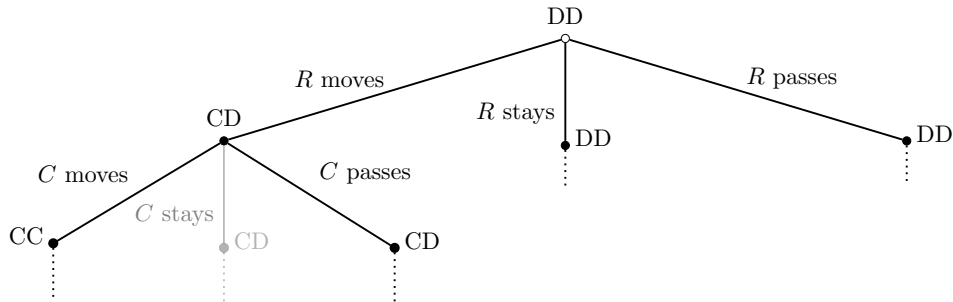 DD
R moves
R passes
R stays
CD
DD
DD
C moves
C passes
C stays
CC
CD
CD